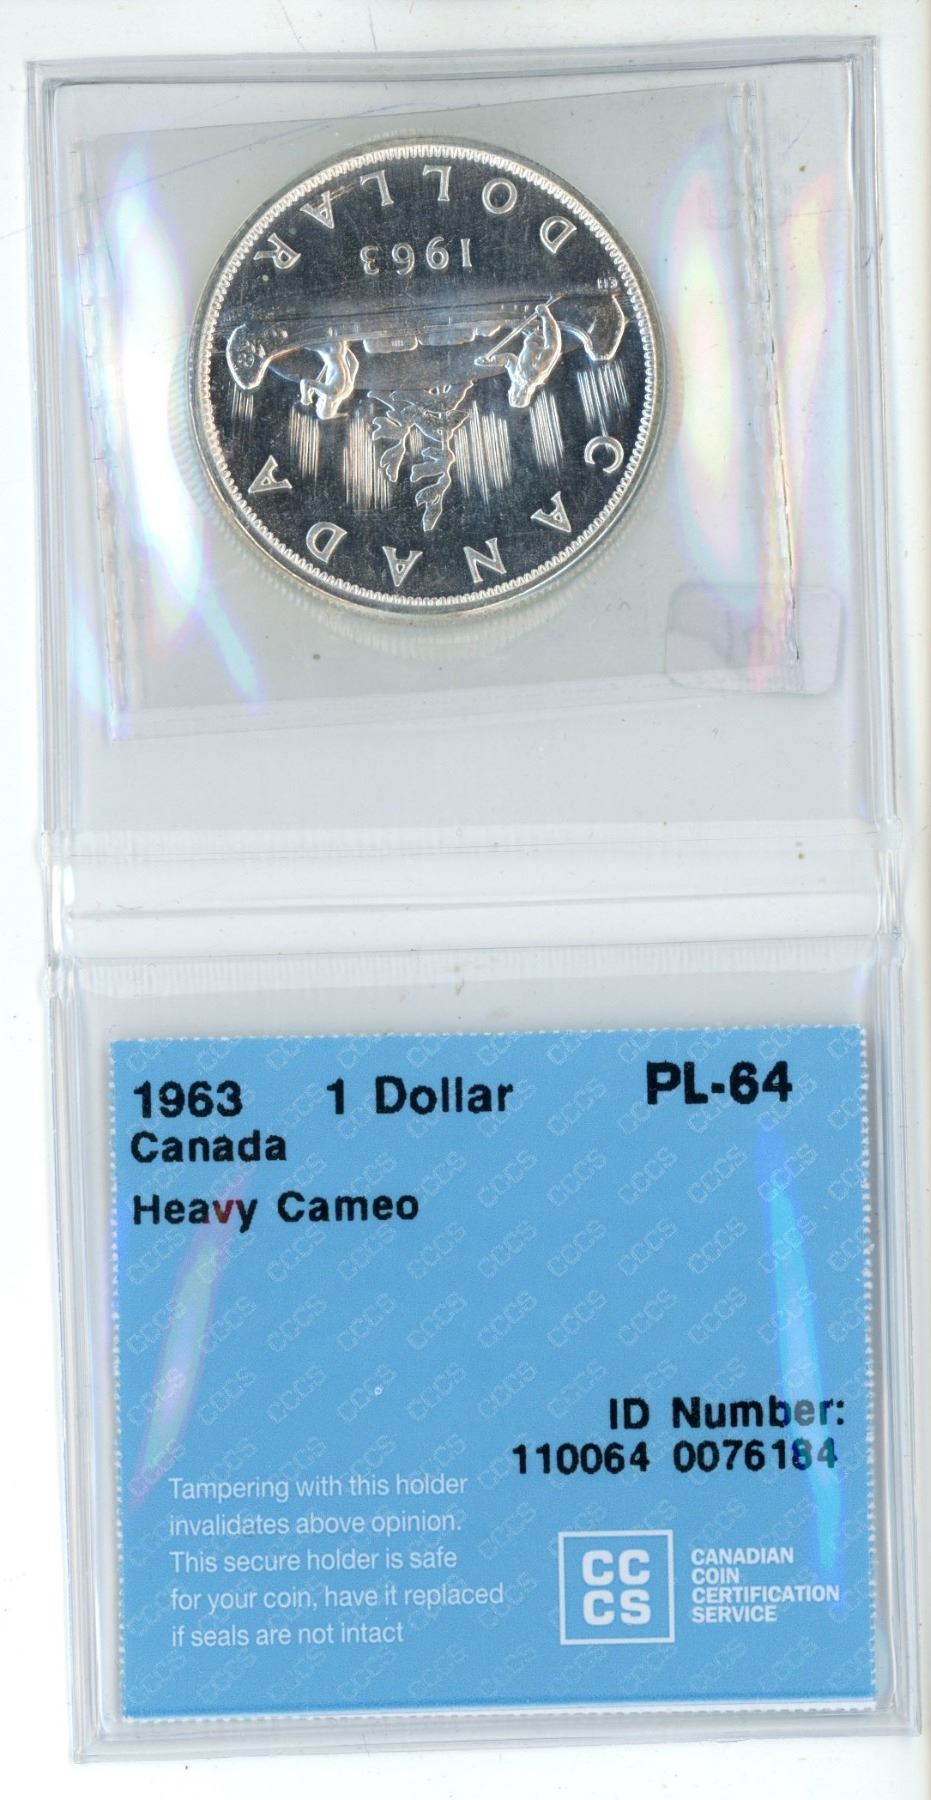 CANADA
1963
DOLLAR
1963 1 Dollar PL-64
Canada
Heavy Cameo
ID Number:
110064 0076184
Tampering with this holder
invalidates above opinion.
This secure holder is safe
for your coin, have it replaced
if seals are not intact
CC
CS
CANADIAN
COIN
CERTIFICATION
SERVICE